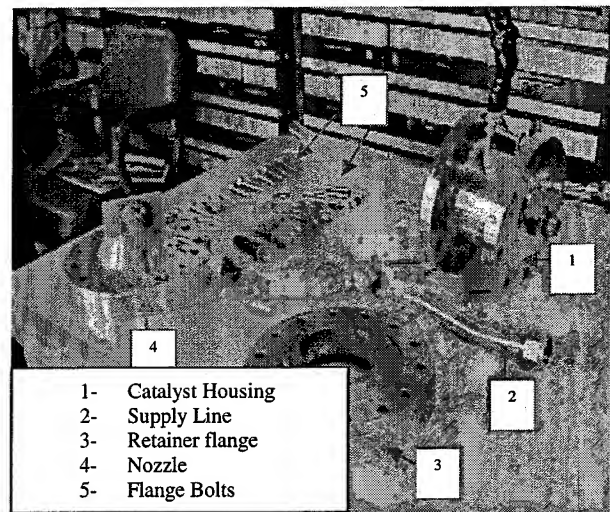 5
1
4
2
3
1- Catalyst Housing
2- Supply Line
3- Retainer flange
4- Nozzle
5- Flange Bolts